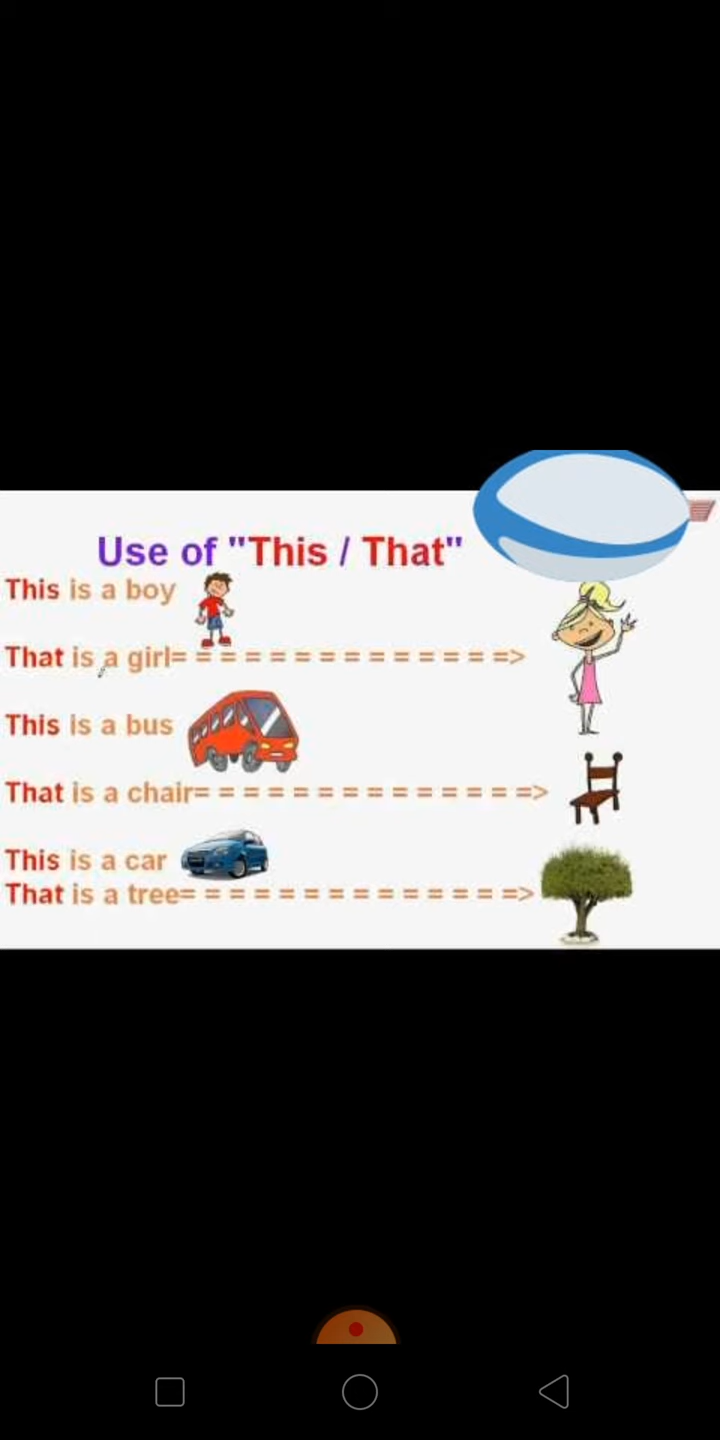 Use of "This / That"
This is a boy
That is a girl= = = = = = = = = = = = = =>
This is a bus
That is a chair= = = = = = = = = = = = = = =>
This is a car
That is a tree= = = = = = = = = = = = = = =>